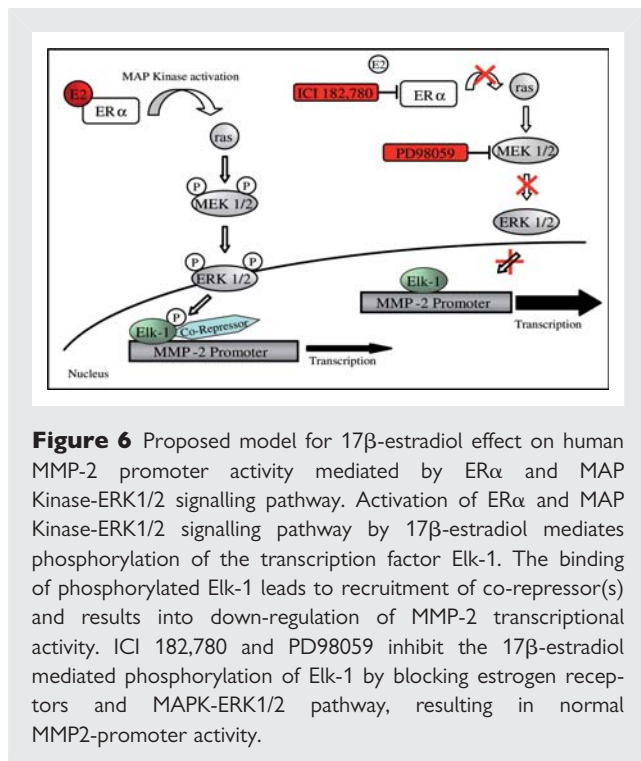 MAP Kinase activation
E2
ERα
ras
P P
MEK 1/2
P P
ERK 1/2
P
Elk-1 Co-Repressor
MMP-2 Promoter
Transcription
Nucleus
E2
ICI 182,780
ERα
ras
PD98059
MEK 1/2
ERK 1/2
Elk-1
MMP-2 Promoter
Transcription
Figure 6 Proposed model for 17β-estradiol effect on human
MMP-2 promoter activity mediated by ERα and MAP
Kinase-ERK1/2 signalling pathway. Activation of ERα and MAP
Kinase-ERK1/2 signalling pathway by 17β-estradiol mediates
phosphorylation of the transcription factor Elk-1. The binding
of phosphorylated Elk-1 leads to recruitment of co-repressor(s)
and results into down-regulation of MMP-2 transcriptional
activity. ICI 182,780 and PD98059 inhibit the 17β-estradiol
mediated phosphorylation of Elk-1 by blocking estrogen recep-
tors and MAPK-ERK1/2 pathway, resulting in normal
MMP2-promoter activity.